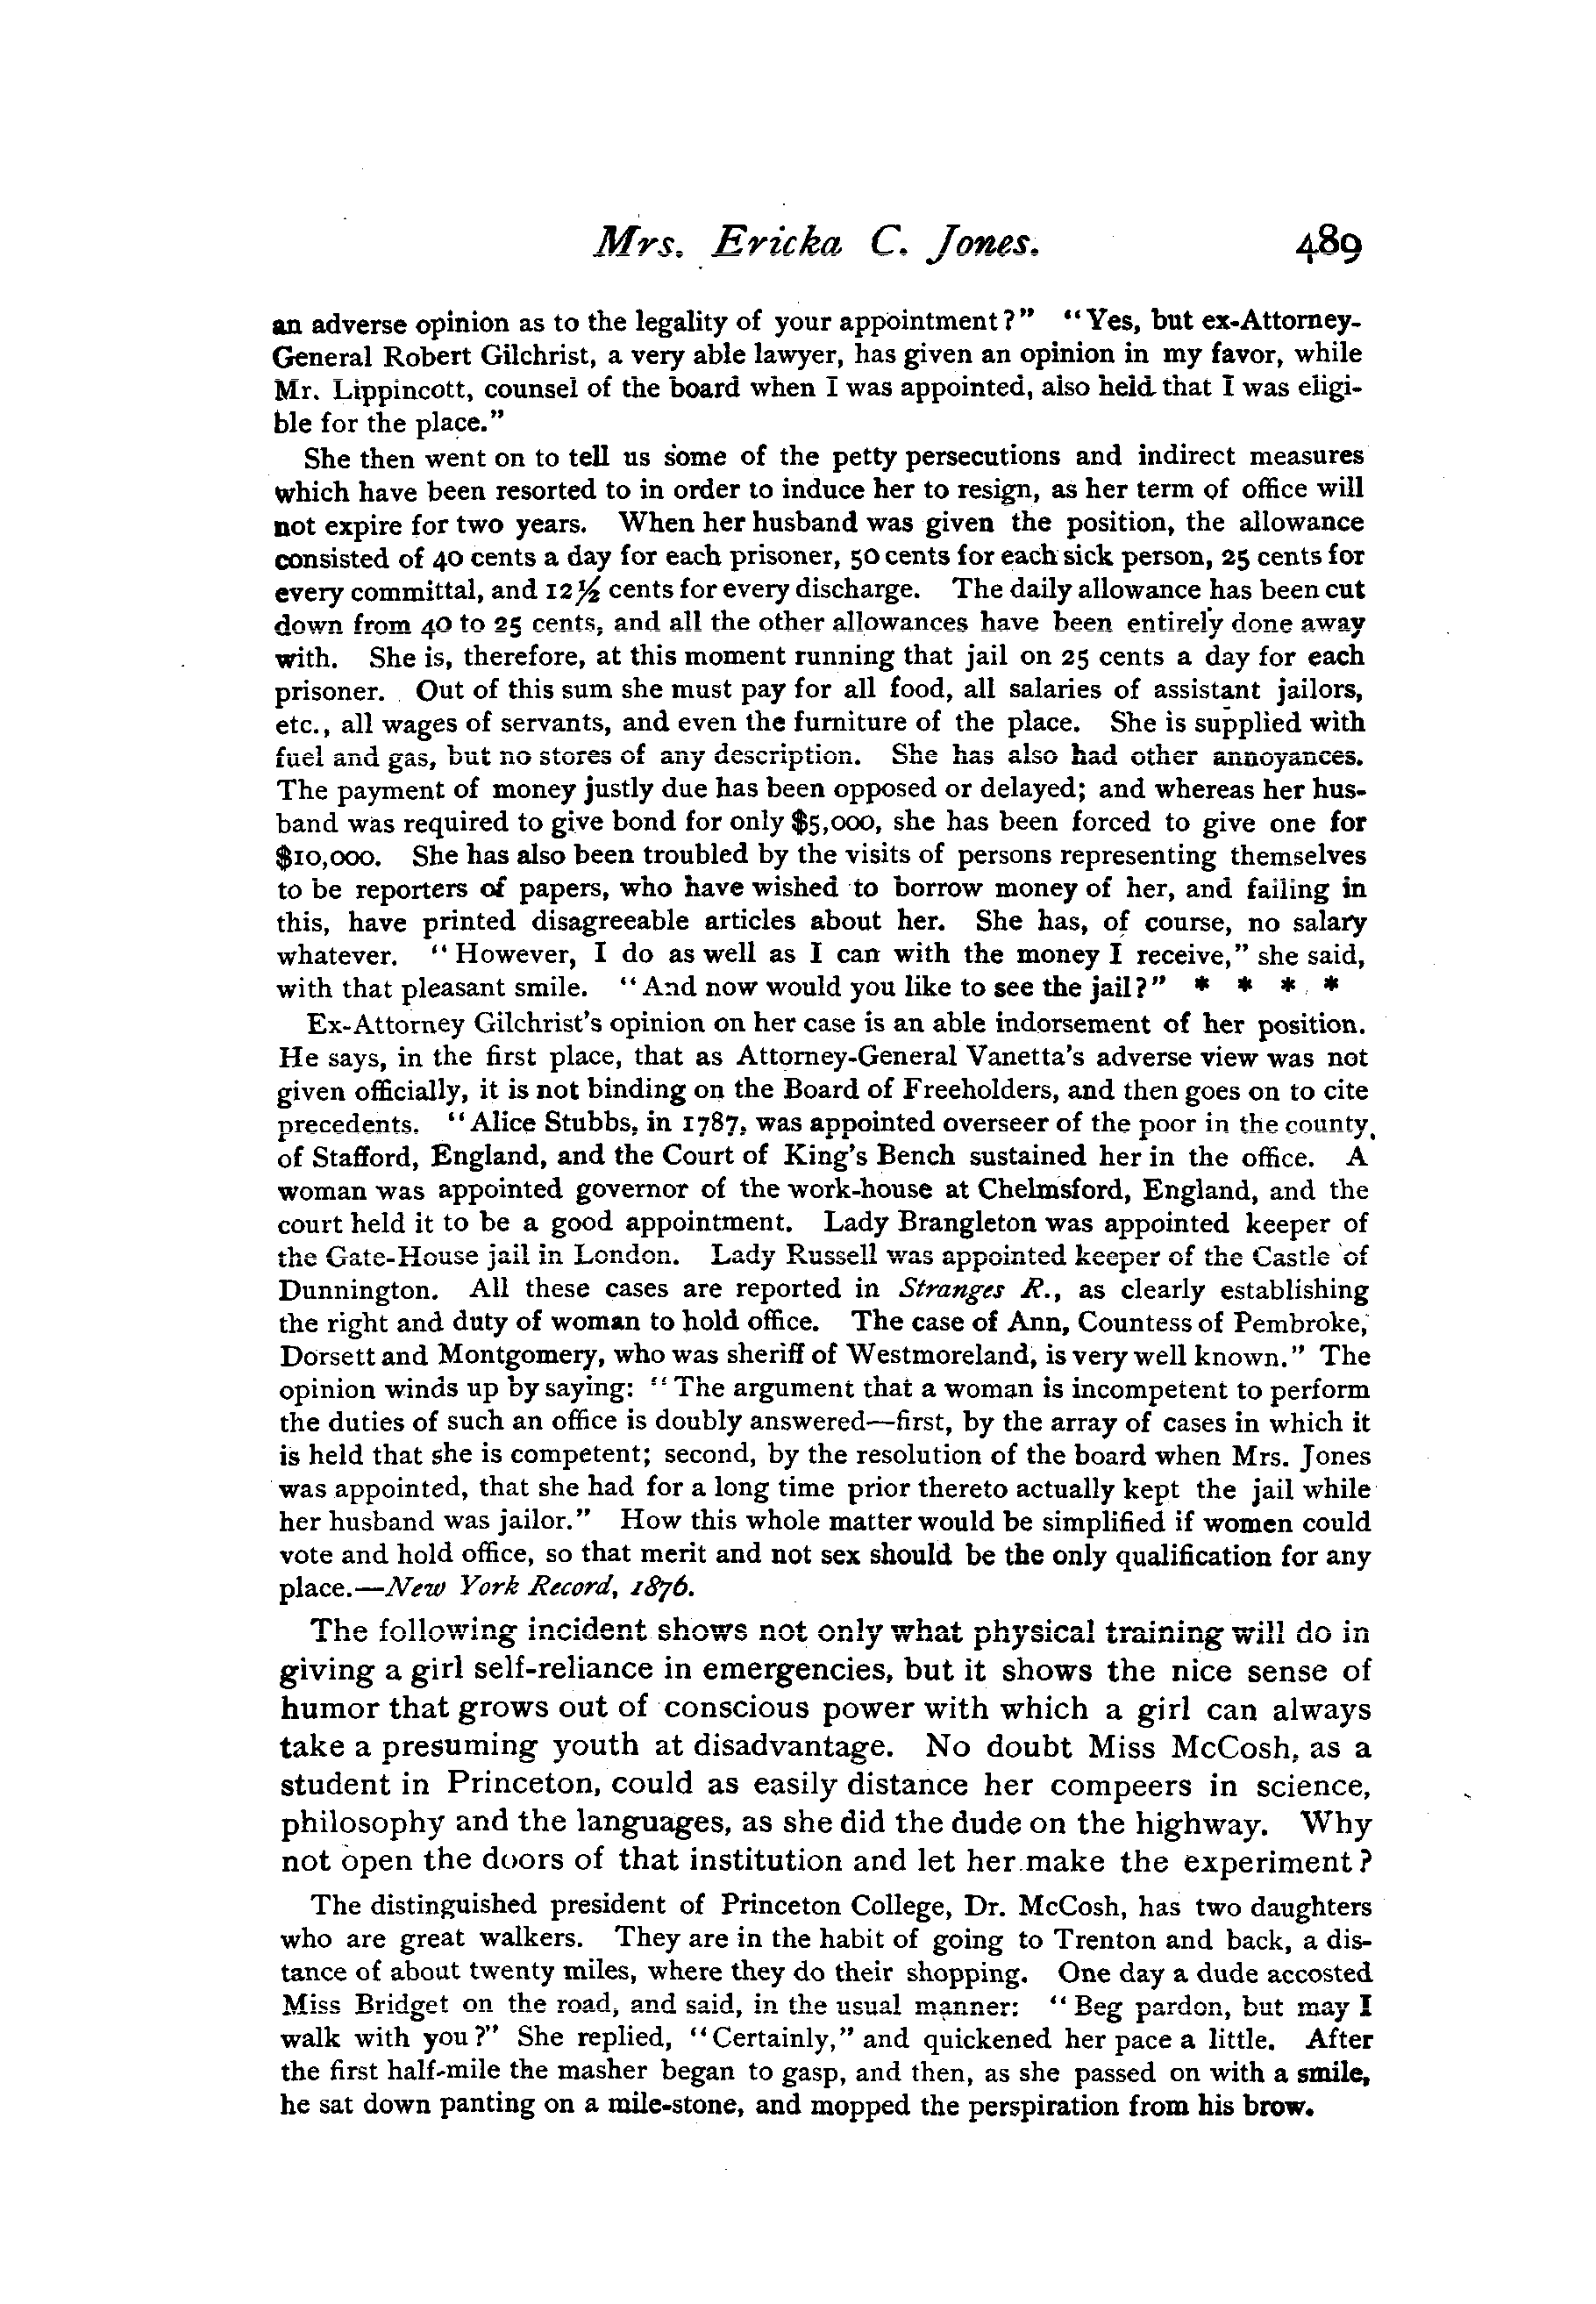 Mrs. Ericka C. Jones. 489
an adverse opinion as to the legality of your appointment?" "Yes, but ex-Attorney-
General Robert Gilchrist, a very able lawyer, has given an opinion in my favor, while
Mr. Lippincott, counsel of the board when I was appointed, also held that I was eligi-
ble for the place."
She then went on to tell us some of the petty persecutions and indirect measures
which have been resorted to in order to induce her to resign, as her term of office will
not expire for two years. When her husband was given the position, the allowance
consisted of 40 cents a day for each prisoner, 50 cents for each sick person, 25 cents for
every committal, and 12½ cents for every discharge. The daily allowance has been cut
down from 40 to 25 cents, and all the other allowances have been entirely done away
with. She is, therefore, at this moment running that jail on 25 cents a day for each
prisoner. Out of this sum she must pay for all food, all salaries of assistant jailors,
etc., all wages of servants, and even the furniture of the place. She is supplied with
fuel and gas, but no stores of any description. She has also had other annoyances.
The payment of money justly due has been opposed or delayed; and whereas her hus-
band was required to give bond for only $5,000, she has been forced to give one for
$10,000. She has also been troubled by the visits of persons representing themselves
to be reporters of papers, who have wished to borrow money of her, and failing in
this, have printed disagreeable articles about her. She has, of course, no salary
whatever. "However, I do as well as I can with the money I receive," she said,
with that pleasant smile. "And now would you like to see the jail?" * * * *
Ex-Attorney Gilchrist's opinion on her case is an able indorsement of her position.
He says, in the first place, that as Attorney-General Vanetta's adverse view was not
given officially, it is not binding on the Board of Freeholders, and then goes on to cite
precedents. "Alice Stubbs, in 1787, was appointed overseer of the poor in the county,
of Stafford, England, and the Court of King's Bench sustained her in the office. A
woman was appointed governor of the work-house at Chelmsford, England, and the
court held it to be a good appointment. Lady Brangleton was appointed keeper of
the Gate-House jail in London. Lady Russell was appointed keeper of the Castle of
Dunnington. All these cases are reported in Stranges R., as clearly establishing
the right and duty of woman to hold office. The case of Ann, Countess of Pembroke,
Dorsett and Montgomery, who was sheriff of Westmoreland, is very well known." The
opinion winds up by saying: "The argument that a woman is incompetent to perform
the duties of such an office is doubly answered—first, by the array of cases in which it
is held that she is competent; second, by the resolution of the board when Mrs. Jones
was appointed, that she had for a long time prior thereto actually kept the jail while
her husband was jailor." How this whole matter would be simplified if women could
vote and hold office, so that merit and not sex should be the only qualification for any
place.—New York Record, 1876.
The following incident shows not only what physical training will do in
giving a girl self-reliance in emergencies, but it shows the nice sense of
humor that grows out of conscious power with which a girl can always
take a presuming youth at disadvantage. No doubt Miss McCosh, as a
student in Princeton, could as easily distance her compeers in science,
philosophy and the languages, as she did the dude on the highway. Why
not open the doors of that institution and let her make the experiment?
The distinguished president of Princeton College, Dr. McCosh, has two daughters
who are great walkers. They are in the habit of going to Trenton and back, a dis-
tance of about twenty miles, where they do their shopping. One day a dude accosted
Miss Bridget on the road, and said, in the usual manner: "Beg pardon, but may I
walk with you?" She replied, "Certainly," and quickened her pace a little. After
the first half-mile the masher began to gasp, and then, as she passed on with a smile,
he sat down panting on a mile-stone, and mopped the perspiration from his brow.